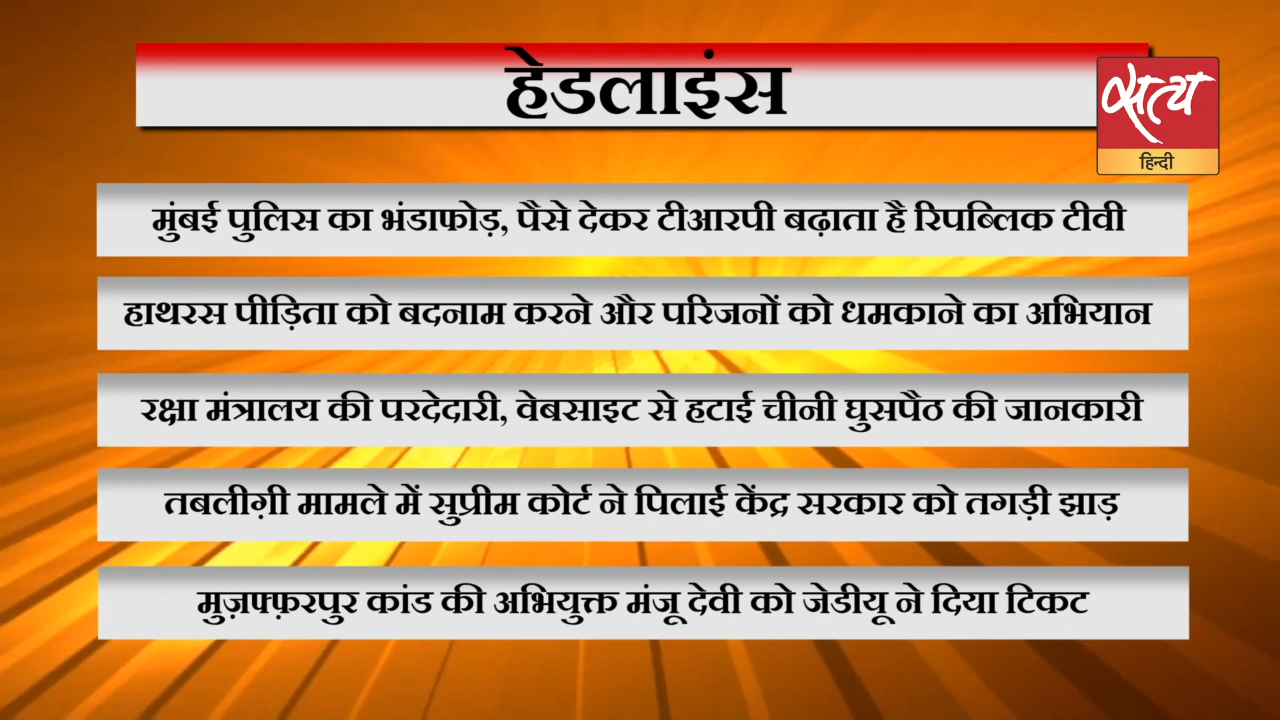 हेडलाइंस
सत्य
हिन्दी
मुंबई पुलिस का भंडाफोड़, पैसे देकर टीआरपी बढ़ाता है रिपब्लिक टीवी
हाथरस पीड़िता को बदनाम करने और परिजनों को धमकाने का अभियान
रक्षा मंत्रालय की परदेदारी, वेबसाइट से हटाई चीनी घुसपैठ की जानकारी
तबलीग़ी मामले में सुप्रीम कोर्ट ने पिलाई केंद्र सरकार को तगड़ी झाड़
मुज़फ्फ़रपुर कांड की अभियुक्त मंजू देवी को जेडीयू ने दिया टिकट